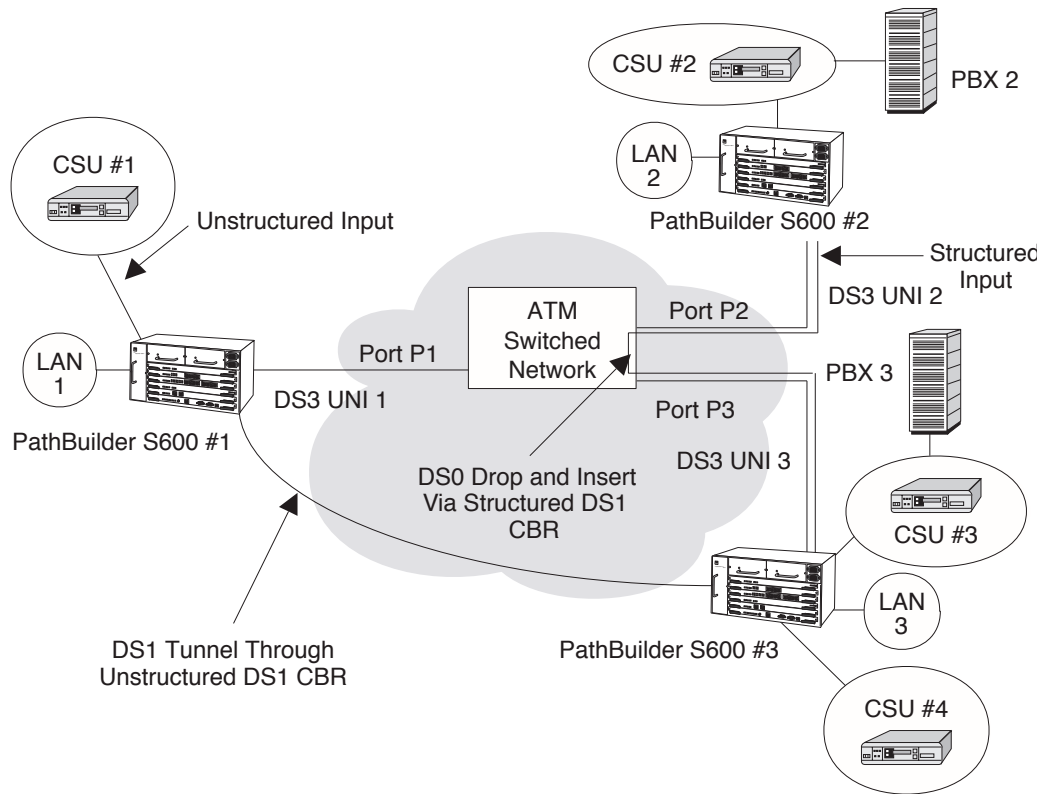 CSU #2
PBX 2
LAN
2
CSU #1
PathBuilder S600 #2
Unstructured Input
Structured
Input
DS3 UNI 2
ATM
Switched
Network
Port P2
Port P1
LAN
1
DS3 UNI 1
PBX 3
Port P3
PathBuilder S600 #1
DS3 UNI 3
DS0 Drop and Insert
Via Structured DS1
CBR
CSU #3
LAN
3
DS1 Tunnel Through
Unstructured DS1 CBR
PathBuilder S600 #3
CSU #4